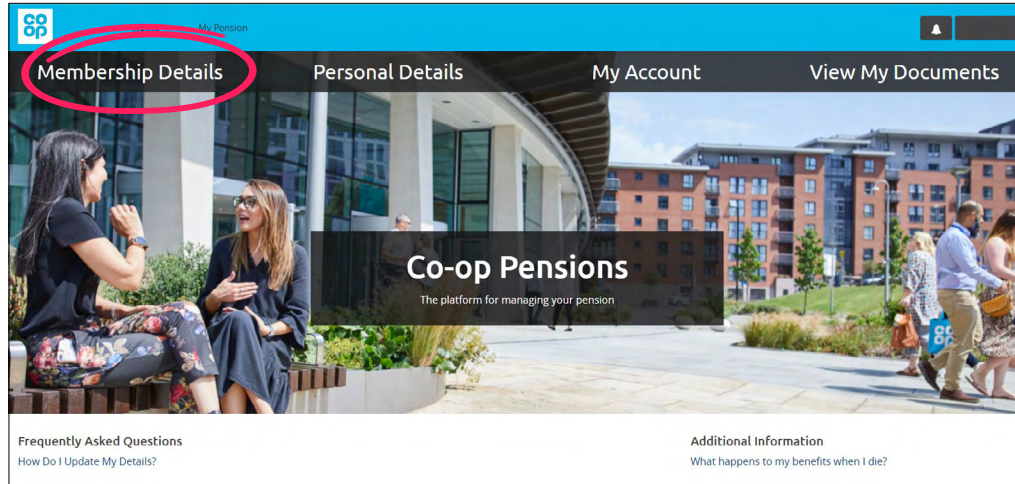 CO
OP
My Pension
Membership Details
Personal Details
My Account
View My Documents
Co-op Pensions
The platform for managing your pension
CO
OP
Frequently Asked Questions
How Do I Update My Details?
Additional Information
What happens to my benefits when I die?